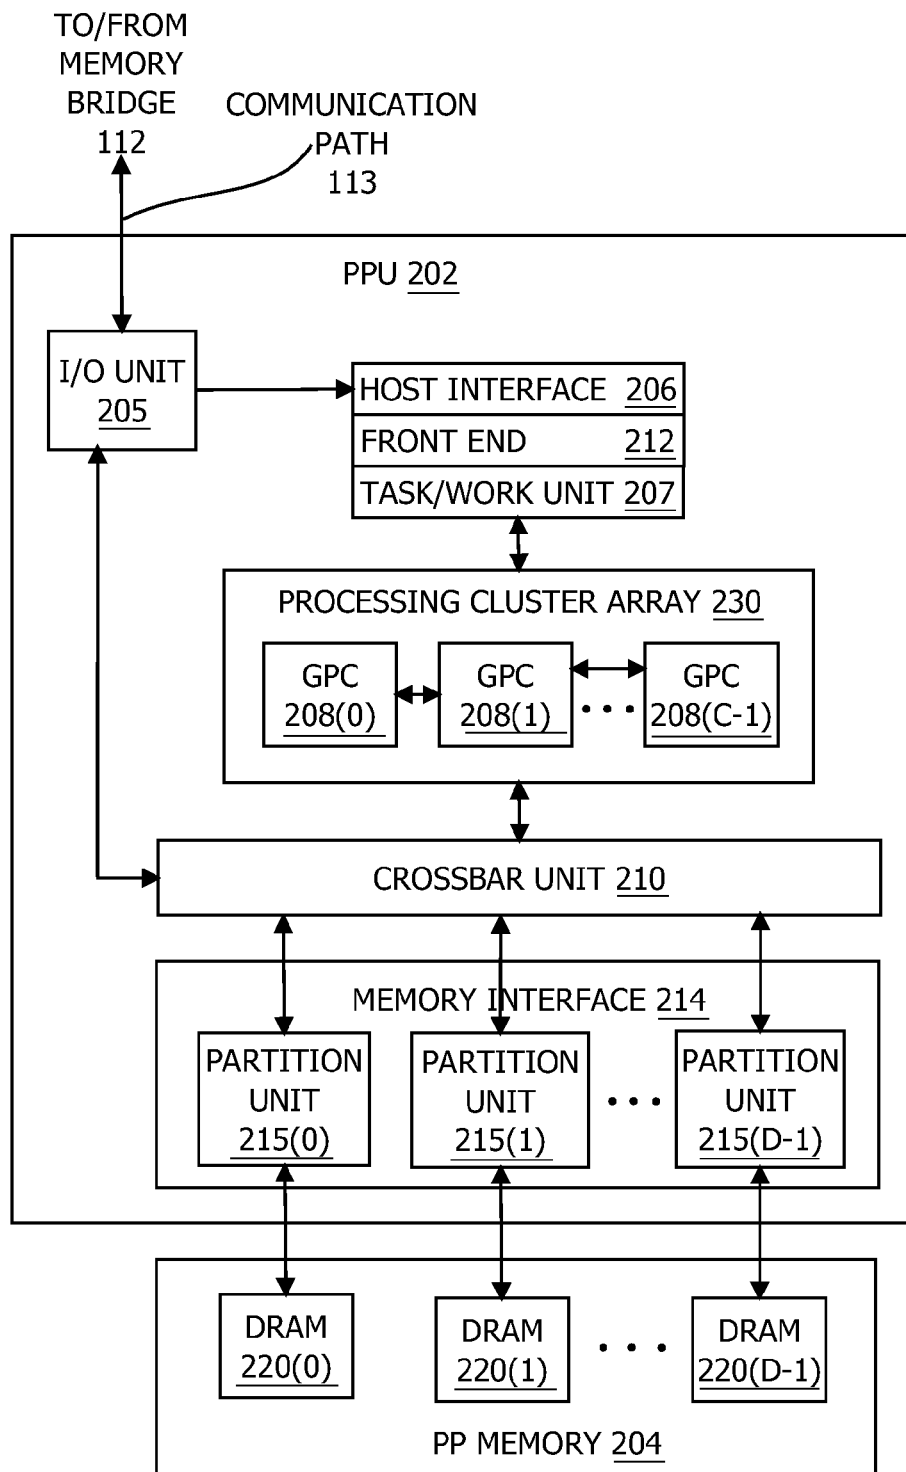 TO/FROM
MEMORY
BRIDGE
112
COMMUNICATION
PATH
113
PPU 202
I/O UNIT
205
HOST INTERFACE 206
FRONT END 212
TASK/WORK UNIT 207
PROCESSING CLUSTER ARRAY 230
GPC
208(0)
GPC
208(1)
GPC
208(C-1)
CROSSBAR UNIT 210
MEMORY INTERFACE 214
PARTITION
UNIT
215(0)
PARTITION
UNIT
215(1)
PARTITION
UNIT
215(D-1)
DRAM
220(0)
DRAM
220(1)
DRAM
220(D-1)
PP MEMORY 204